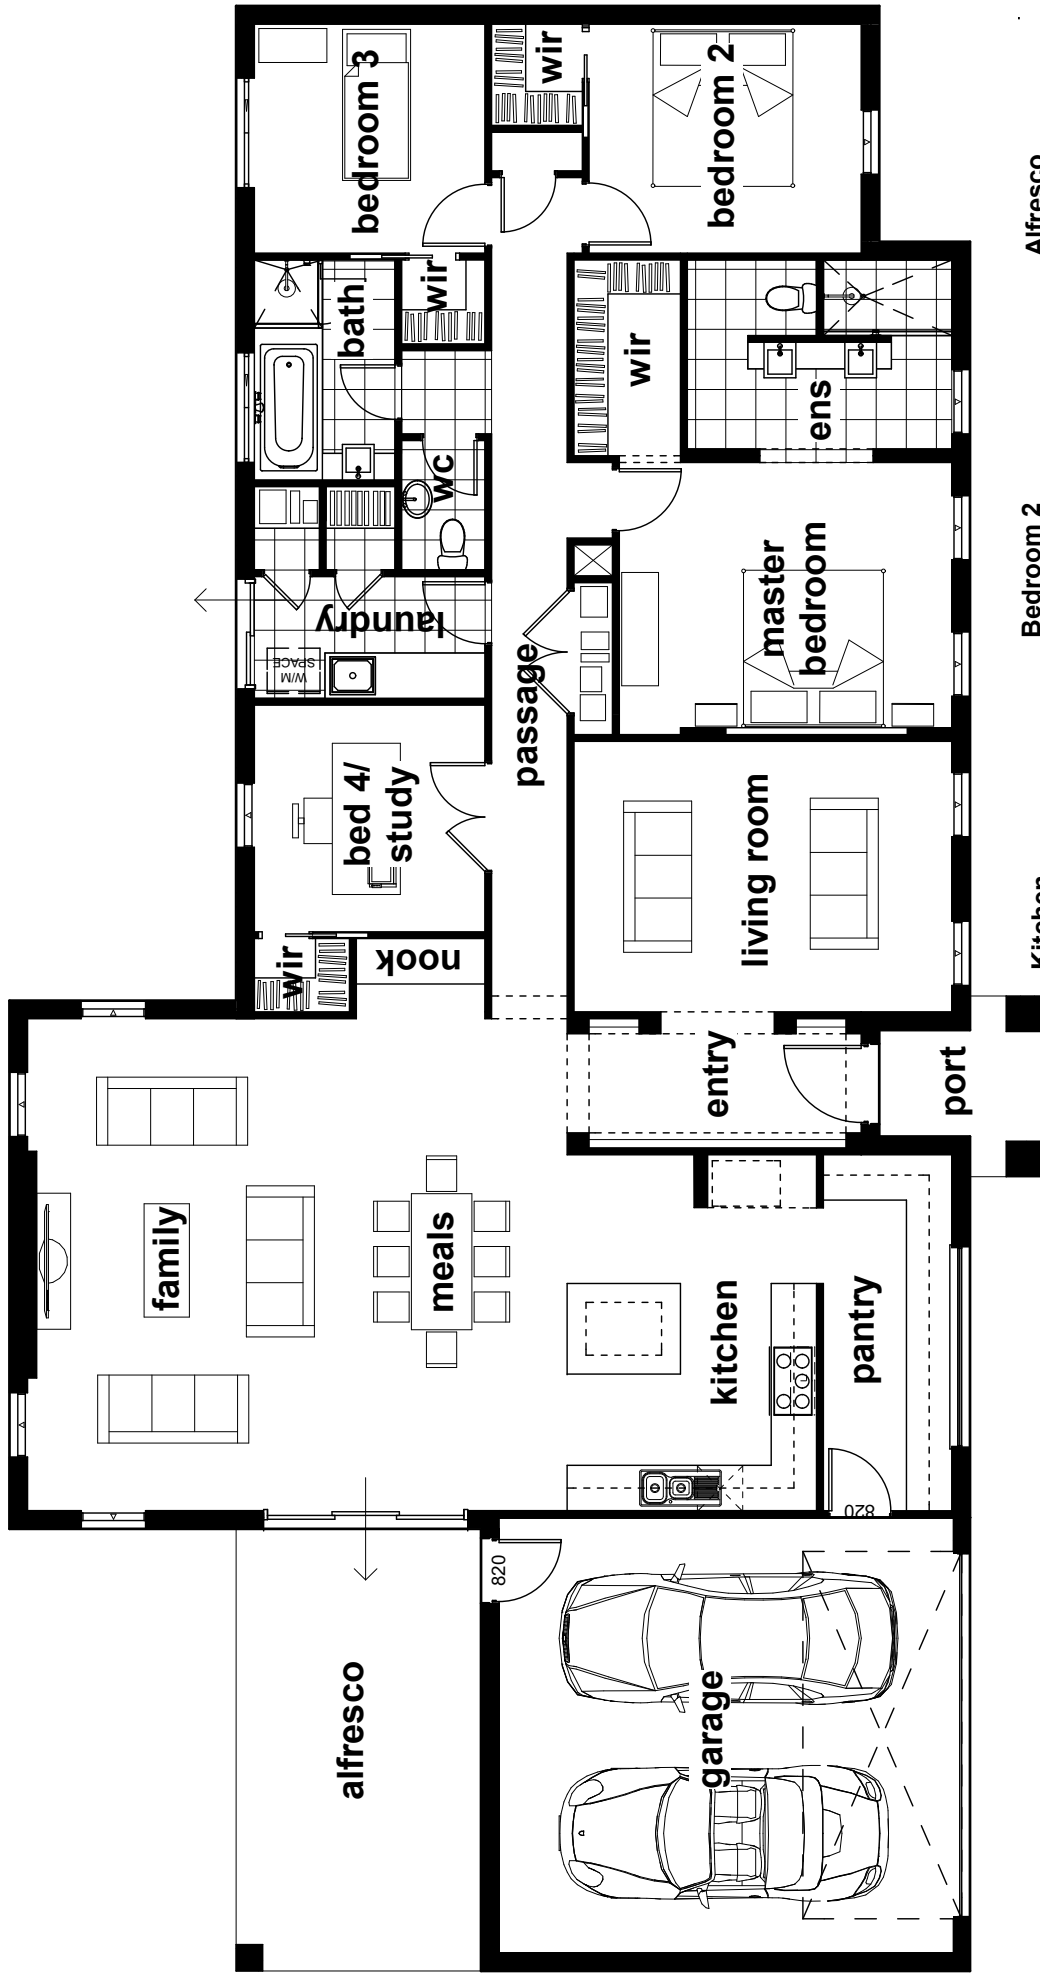 bedroom 3
wir
bedroom 2
bath
wir
wir
ens
wc
laundry
W/M
SPACE
master
bedroom
passage
bed 4/
study
living room
wir
nook
entry
port
family
meals
kitchen
pantry
820
820
alfresco
garage
Alfresco
Bedroom 2
Kitchen